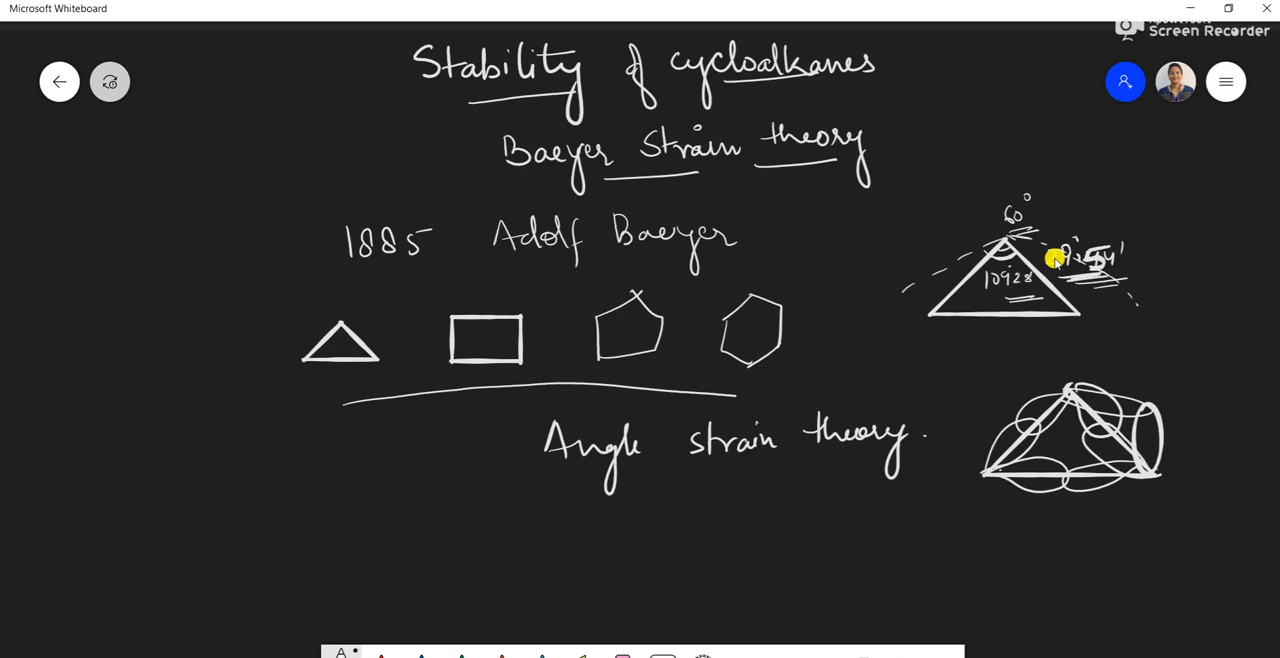 Microsoft Whiteboard
Screen Recorder
Stability of cycloalkanes
Baeyer Strain theory
1885 Adolf Baeyer
60°
109°28'
Angle strain theory.
A